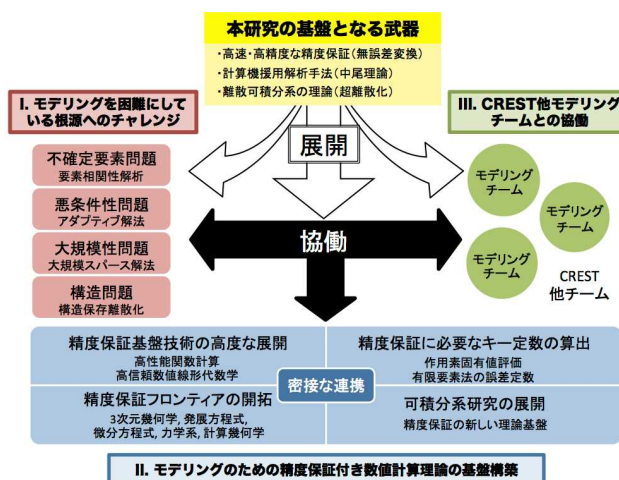 本研究の基盤となる武器
・高速・高精度な精度保証(無誤差変換)
・計算機援用解析手法(中尾理論)
・離散可積分系の理論(超離散化)
I. モデリングを困難にして
いる根源へのチャレンジ
III. CREST他モデリング
チームとの協働
展開
不確定要素問題
要素相関性解析
悪条件性問題
アダプティブ解法
大規模性問題
大規模スパース解法
構造問題
構造保存離散化
協働
モデリング
チーム
モデリング
チーム
モデリング
チーム
CREST
他チーム
精度保証基盤技術の高度な展開
高性能関数計算
高信頼数値線形代数学
精度保証に必要なキー定数の算出
作用素固有値評価
有限要素法の誤差定数
密接な連携
精度保証フロンティアの開拓
3次元幾何学, 発展方程式,
微分方程式, 力学系, 計算幾何学
可積分系研究の展開
精度保証の新しい理論基盤
II. モデリングのための精度保証付き数値計算理論の基盤構築